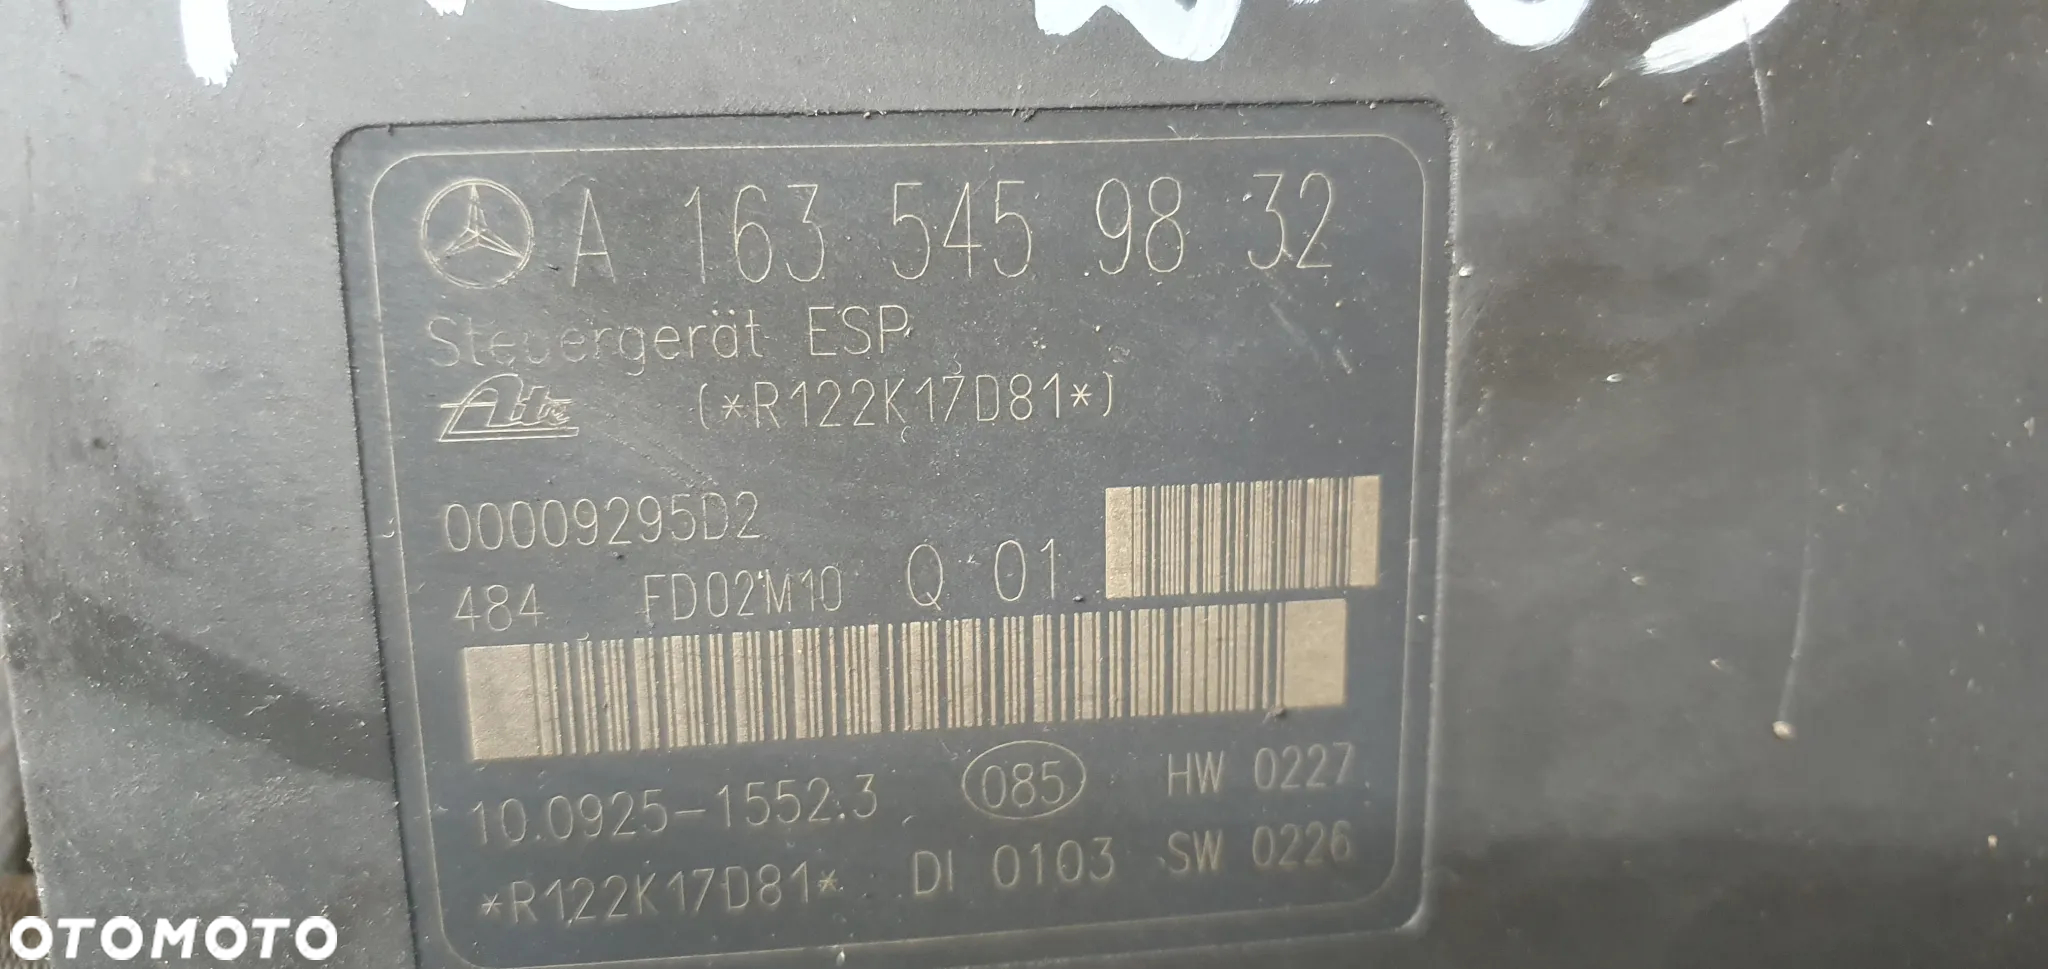 A 163 545 98 32
Steuergerät ESP
Ate (*R122K17D81*)
00009295D2
484 FD02M10 Q 01
10.0925-1552.3 085 HW 0227
*R122K17D81* DI 0103 SW 0226
OTOMOTO